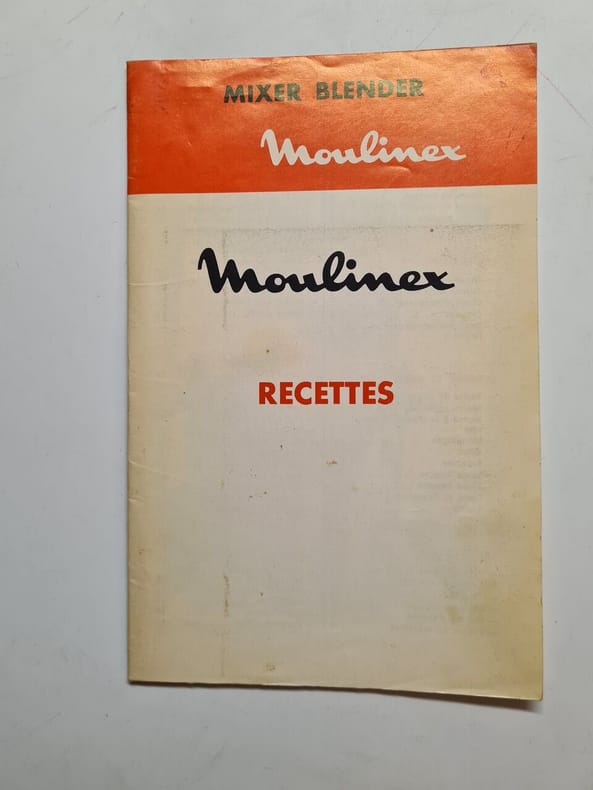 MIXER BLENDER
Moulinex
Moulinex
RECETTES